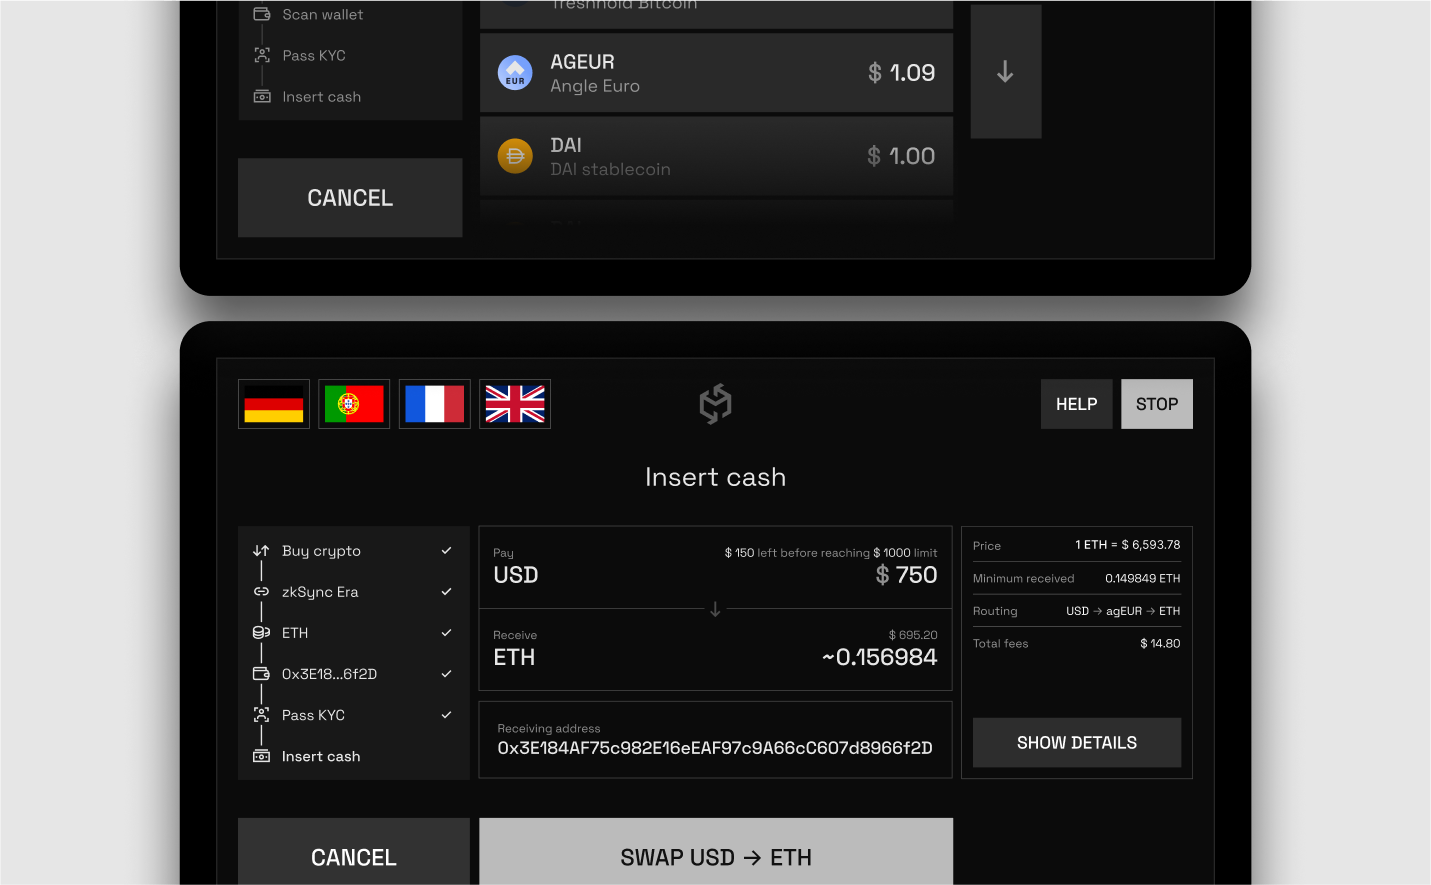 Threshold Bitcoin
Scan wallet
Pass KYC
Insert cash
CANCEL
EUR
AGEUR
Angle Euro
$ 1.09
DAI
DAI stablecoin
$ 1.00
HELP
STOP
Insert cash
Buy crypto
zkSync Era
ETH
0x3E18...6f2D
Pass KYC
Insert cash
Pay
$ 150 left before reaching $ 1000 limit
USD
$ 750
Receive
$ 695.20
ETH
~0.156984
Receiving address
0x3E184AF75c982E16eEAF97c9A66cC607d8966f2D
Price
1 ETH = $ 6,593.78
Minimum received
0.149849 ETH
Routing
USD → agEUR → ETH
Total fees
$ 14.80
SHOW DETAILS
CANCEL
SWAP USD → ETH